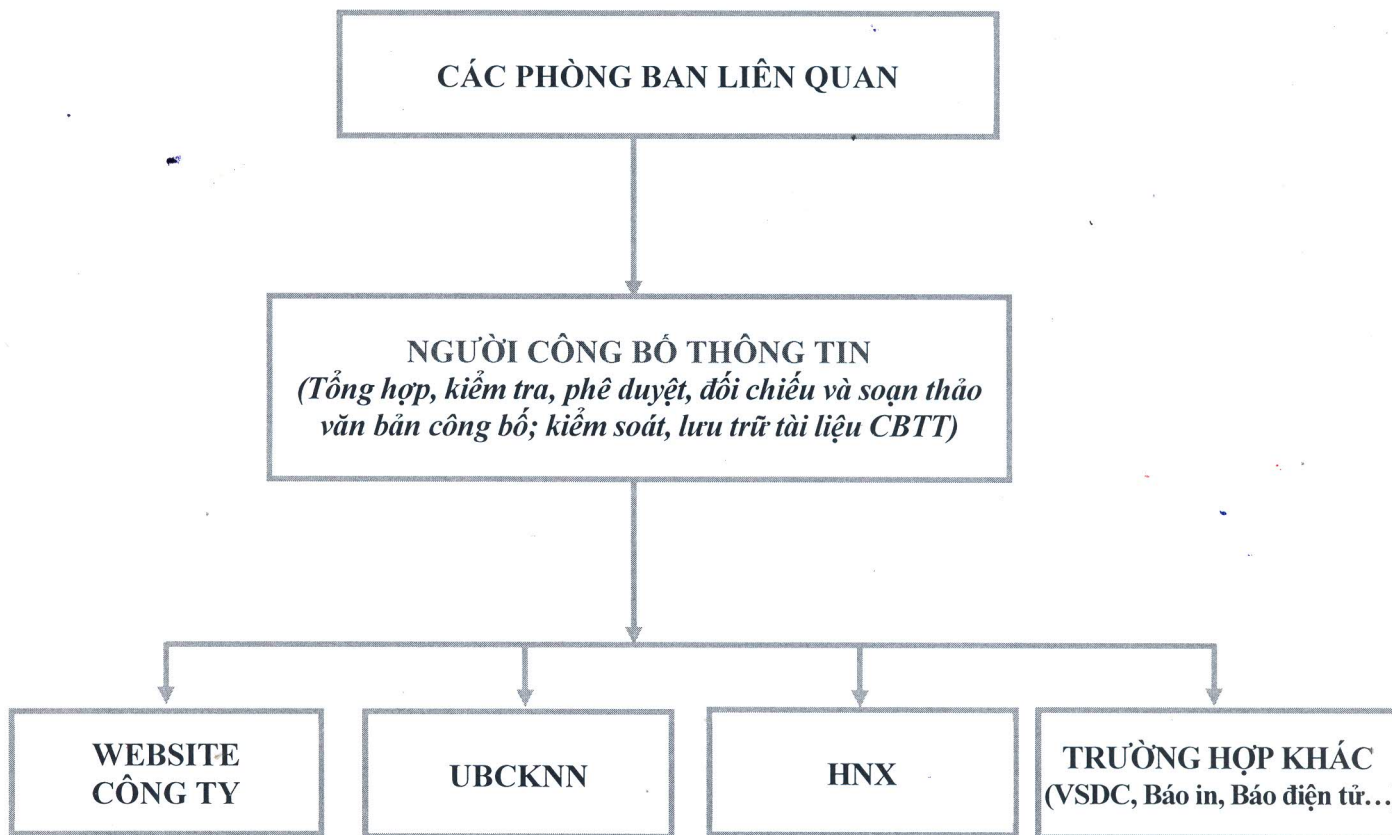 CÁC PHÒNG BAN LIÊN QUAN
NGƯỜI CÔNG BỐ THÔNG TIN
(Tổng hợp, kiểm tra, phê duyệt, đối chiếu và soạn thảo
văn bản công bố; kiểm soát, lưu trữ tài liệu CBTT)
WEBSITE
CÔNG TY
UBCKNN
HNX
TRƯỜNG HỢP KHÁC
(VSDC, Báo in, Báo điện tử…